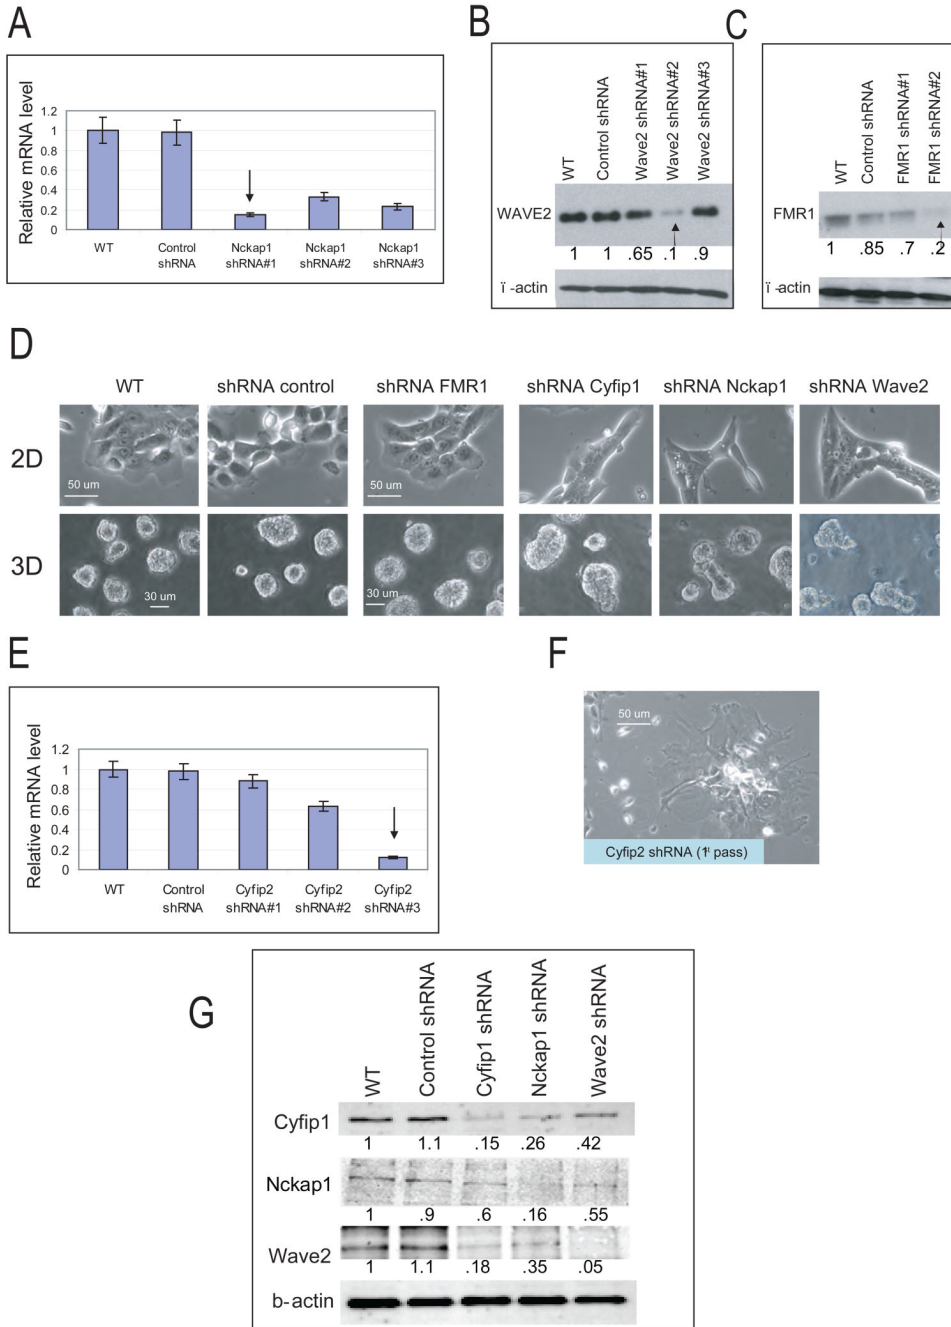 A
Relative mRNA level
1.2
1
0.8
0.6
0.4
0.2
0
WT
Control shRNA
Nckap1 shRNA#1
Nckap1 shRNA#2
Nckap1 shRNA#3
B
WT
Control shRNA
Wave2 shRNA#1
Wave2 shRNA#2
Wave2 shRNA#3
WAVE2
1 1 .65 .1 .9
ï -actin
C
WT
Control shRNA
FMR1 shRNA#1
FMR1 shRNA#2
FMR1
1 .85 .7 .2
ï -actin
D
WT
shRNA control
shRNA FMR1
shRNA Cyfip1
shRNA Nckap1
shRNA Wave2
2D
50 um
50 um
3D
30 um
30 um
E
Relative mRNA level
1.2
1
0.8
0.6
0.4
0.2
0
WT
Control shRNA
Cyfip2 shRNA#1
Cyfip2 shRNA#2
Cyfip2 shRNA#3
F
50 um
Cyfip2 shRNA (1t pass)
G
WT
Control shRNA
Cyfip1 shRNA
Nckap1 shRNA
Wave2 shRNA
Cyfip1
1 1.1 .15 .26 .42
Nckap1
1 .9 .6 .16 .55
Wave2
1 1.1 .18 .35 .05
b-actin